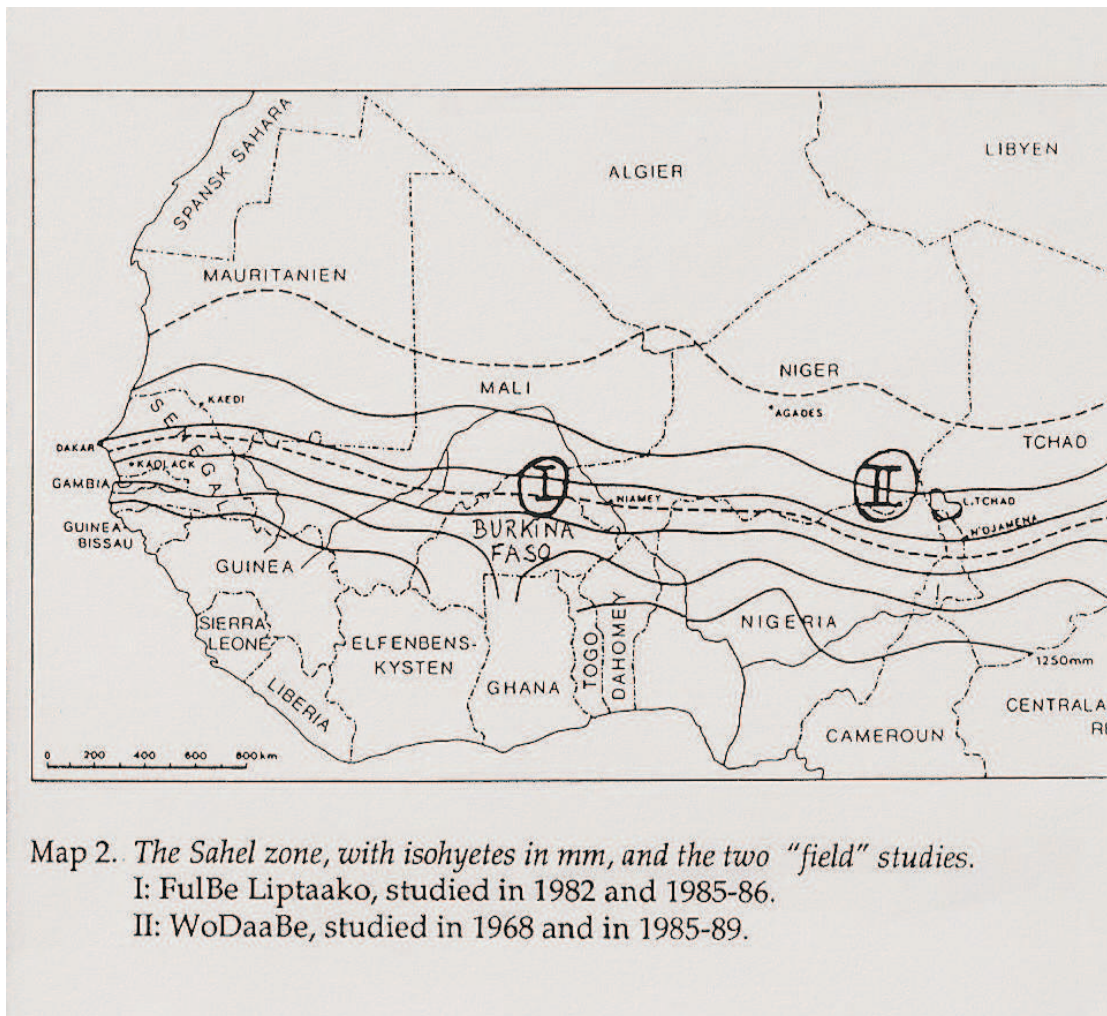 SPANSK SAHARA
ALGIER
LIBYEN
MAURITANIEN
MALI
NIGER
KAEDI
AGADES
TCHAD
SENEGAL
DAKAR
KAOLACK
I
II
L.TCHAD
GAMBIA
NIAMEY
N'DJAMENA
GUINEA
BISSAU
BURKINA
FASO
GUINEA
SIERRA
LEONE
ELFENBENS-
KYSTEN
LIBERIA
GHANA
TOGO
DAHOMEY
NIGERIA
1250mm
CAMEROUN
CENTRALA
0 200 400 600 800km
Map 2. The Sahel zone, with isohyetes in mm, and the two "field" studies.
I: FulBe Liptaako, studied in 1982 and 1985-86.
II: WoDaaBe, studied in 1968 and in 1985-89.